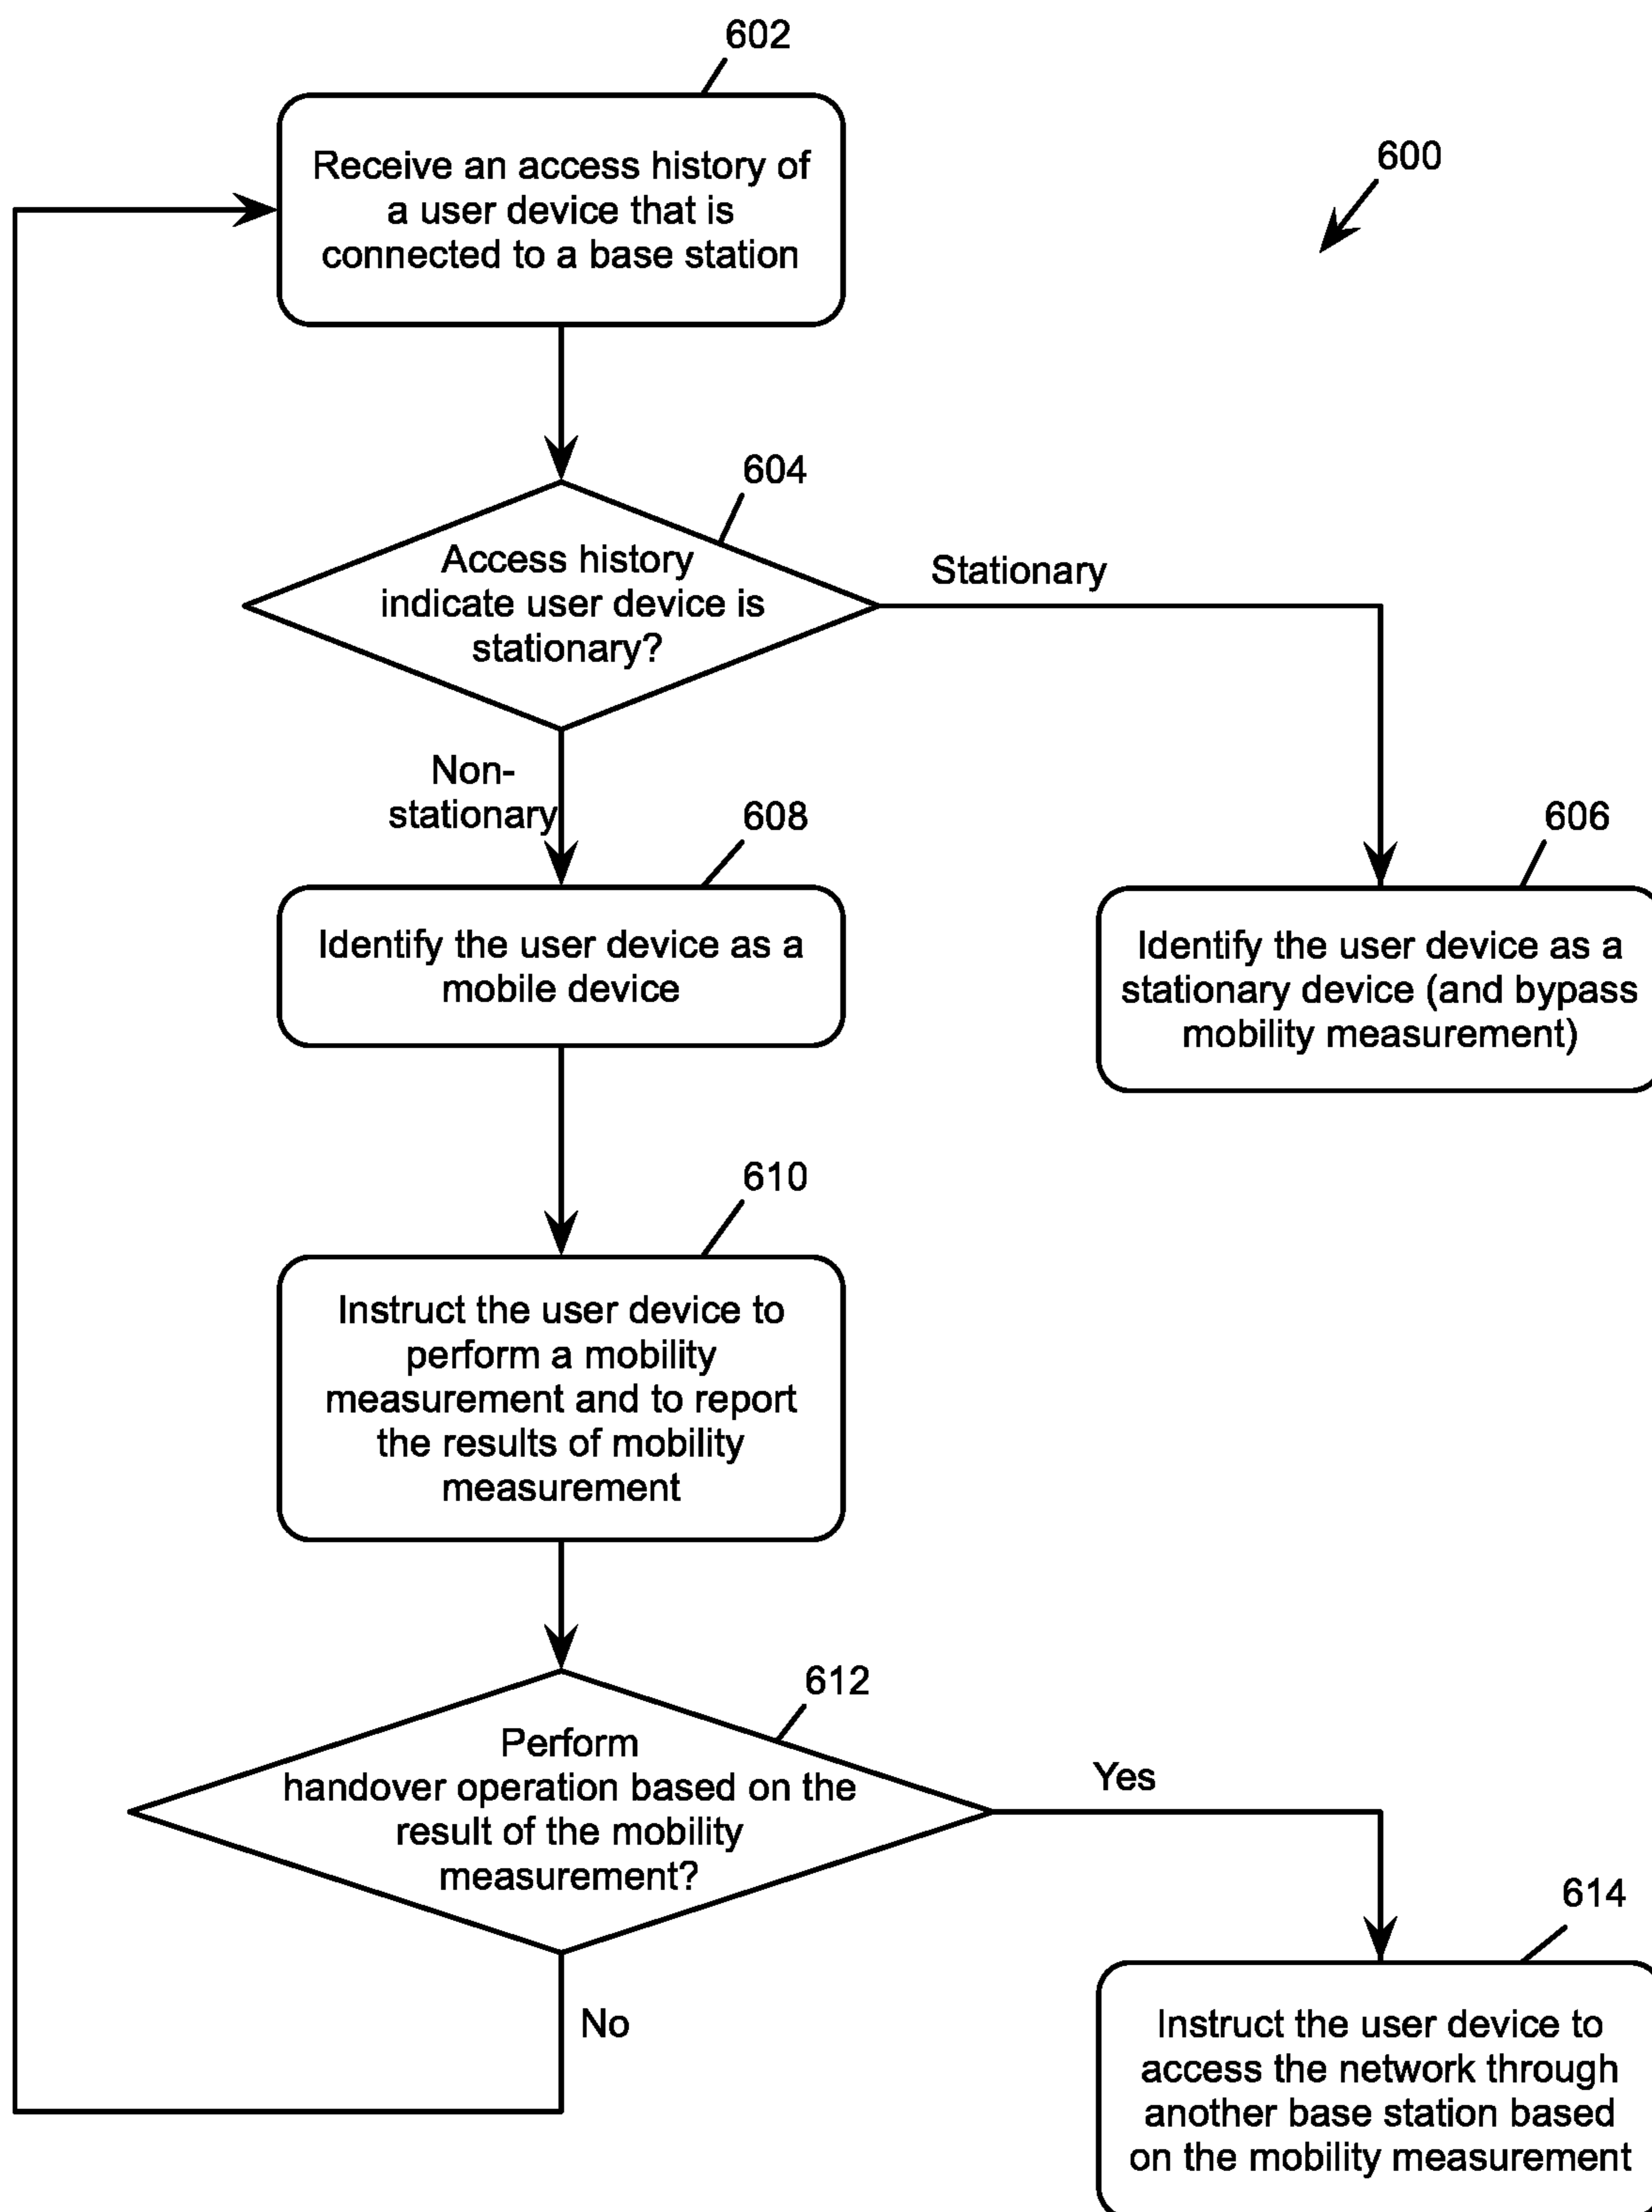 602
Receive an access history of
a user device that is
connected to a base station
600
604
Access history
indicate user device is
stationary?
Stationary
Non-
stationary
608
606
Identify the user device as a
mobile device
Identify the user device as a
stationary device (and bypass
mobility measurement)
610
Instruct the user device to
perform a mobility
measurement and to report
the results of mobility
measurement
612
Perform
handover operation based on the
result of the mobility
measurement?
Yes
614
No
Instruct the user device to
access the network through
another base station based
on the mobility measurement